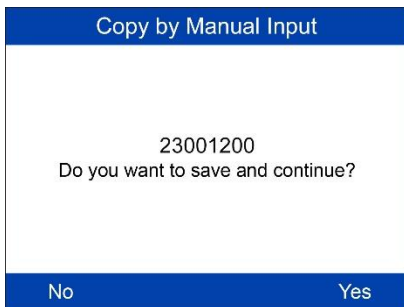 Copy by Manual Input
23001200
Do you want to save and continue?
No Yes